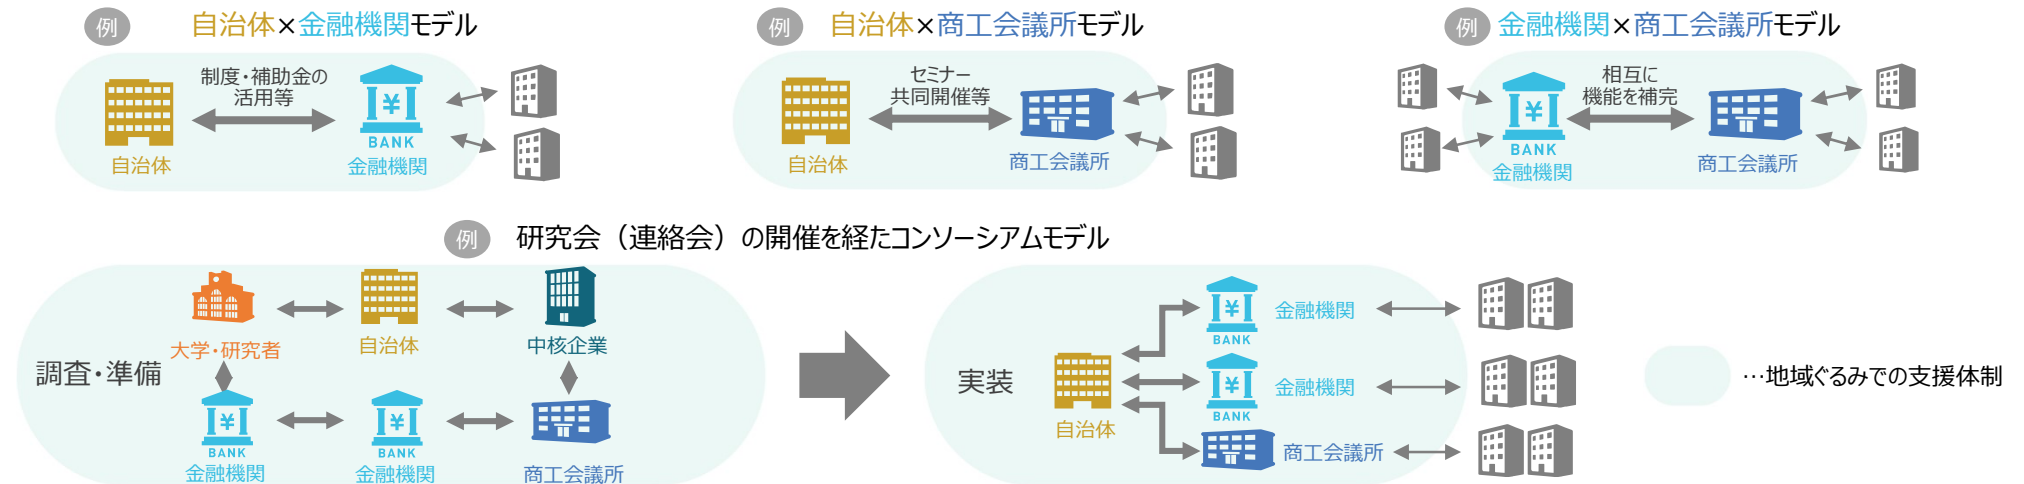 例 自治体×金融機関モデル
制度・補助金の
活用等
BANK
自治体
金融機関
例 自治体×商工会議所モデル
セミナー
共同開催等
自治体
商工会議所
例 金融機関×商工会議所モデル
相互に
機能を補完
BANK
金融機関
商工会議所
例 研究会（連絡会）の開催を経たコンソーシアムモデル
調査・準備
大学・研究者
自治体
中核企業
BANK
金融機関
BANK
金融機関
商工会議所
実装
自治体
金融機関
BANK
金融機関
BANK
商工会議所
…地域ぐるみでの支援体制